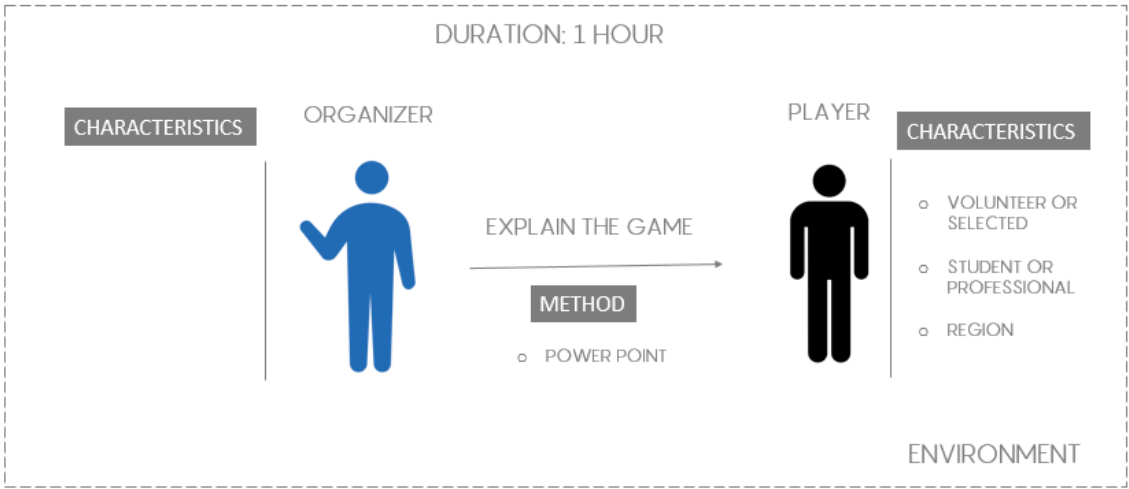 DURATION: 1 HOUR
CHARACTERISTICS
ORGANIZER
EXPLAIN THE GAME
METHOD
○ POWER POINT
PLAYER
CHARACTERISTICS
○ VOLUNTEER OR
SELECTED
○ STUDENT OR
PROFESSIONAL
○ REGION
ENVIRONMENT